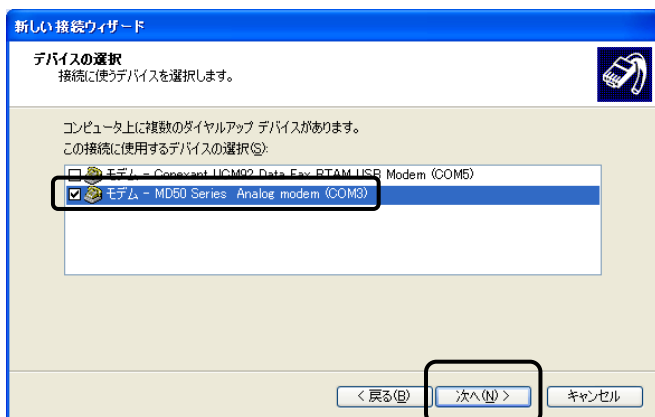 新しい接続ウィザード
デバイスの選択
接続に使うデバイスを選択します。
コンピュータ上に複数のダイヤルアップ デバイスがあります。
この接続に使用するデバイスの選択(S):
モデム - Conexant UCM92 Data Fax RTAM USB Modem (COM5)
モデム - MD50 Series Analog modem (COM3)
< 戻る(B)
次へ(N) >
キャンセル